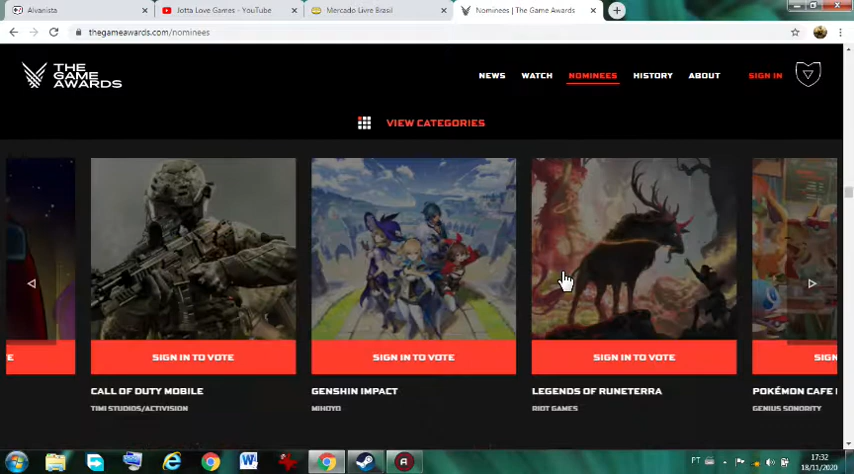 Alvanista
Jotta Love Games - YouTube
Mercado Livre Brasil
Nominees | The Game Awards
thegameawards.com/nominees
THE
GAME
AWARDS
NEWS WATCH NOMINEES HISTORY ABOUT SIGN IN
VIEW CATEGORIES
TE SIGN IN TO VOTE SIGN IN TO VOTE SIGN IN TO VOTE SIGN
CALL OF DUTY MOBILE GENSHIN IMPACT LEGENDS OF RUNETERRA POKÉMON CAFE
TIMI STUDIOS/ACTIVISION MIHOYO RIOT GAMES GENIUS SONORITY
PT 17:32
18/11/2020